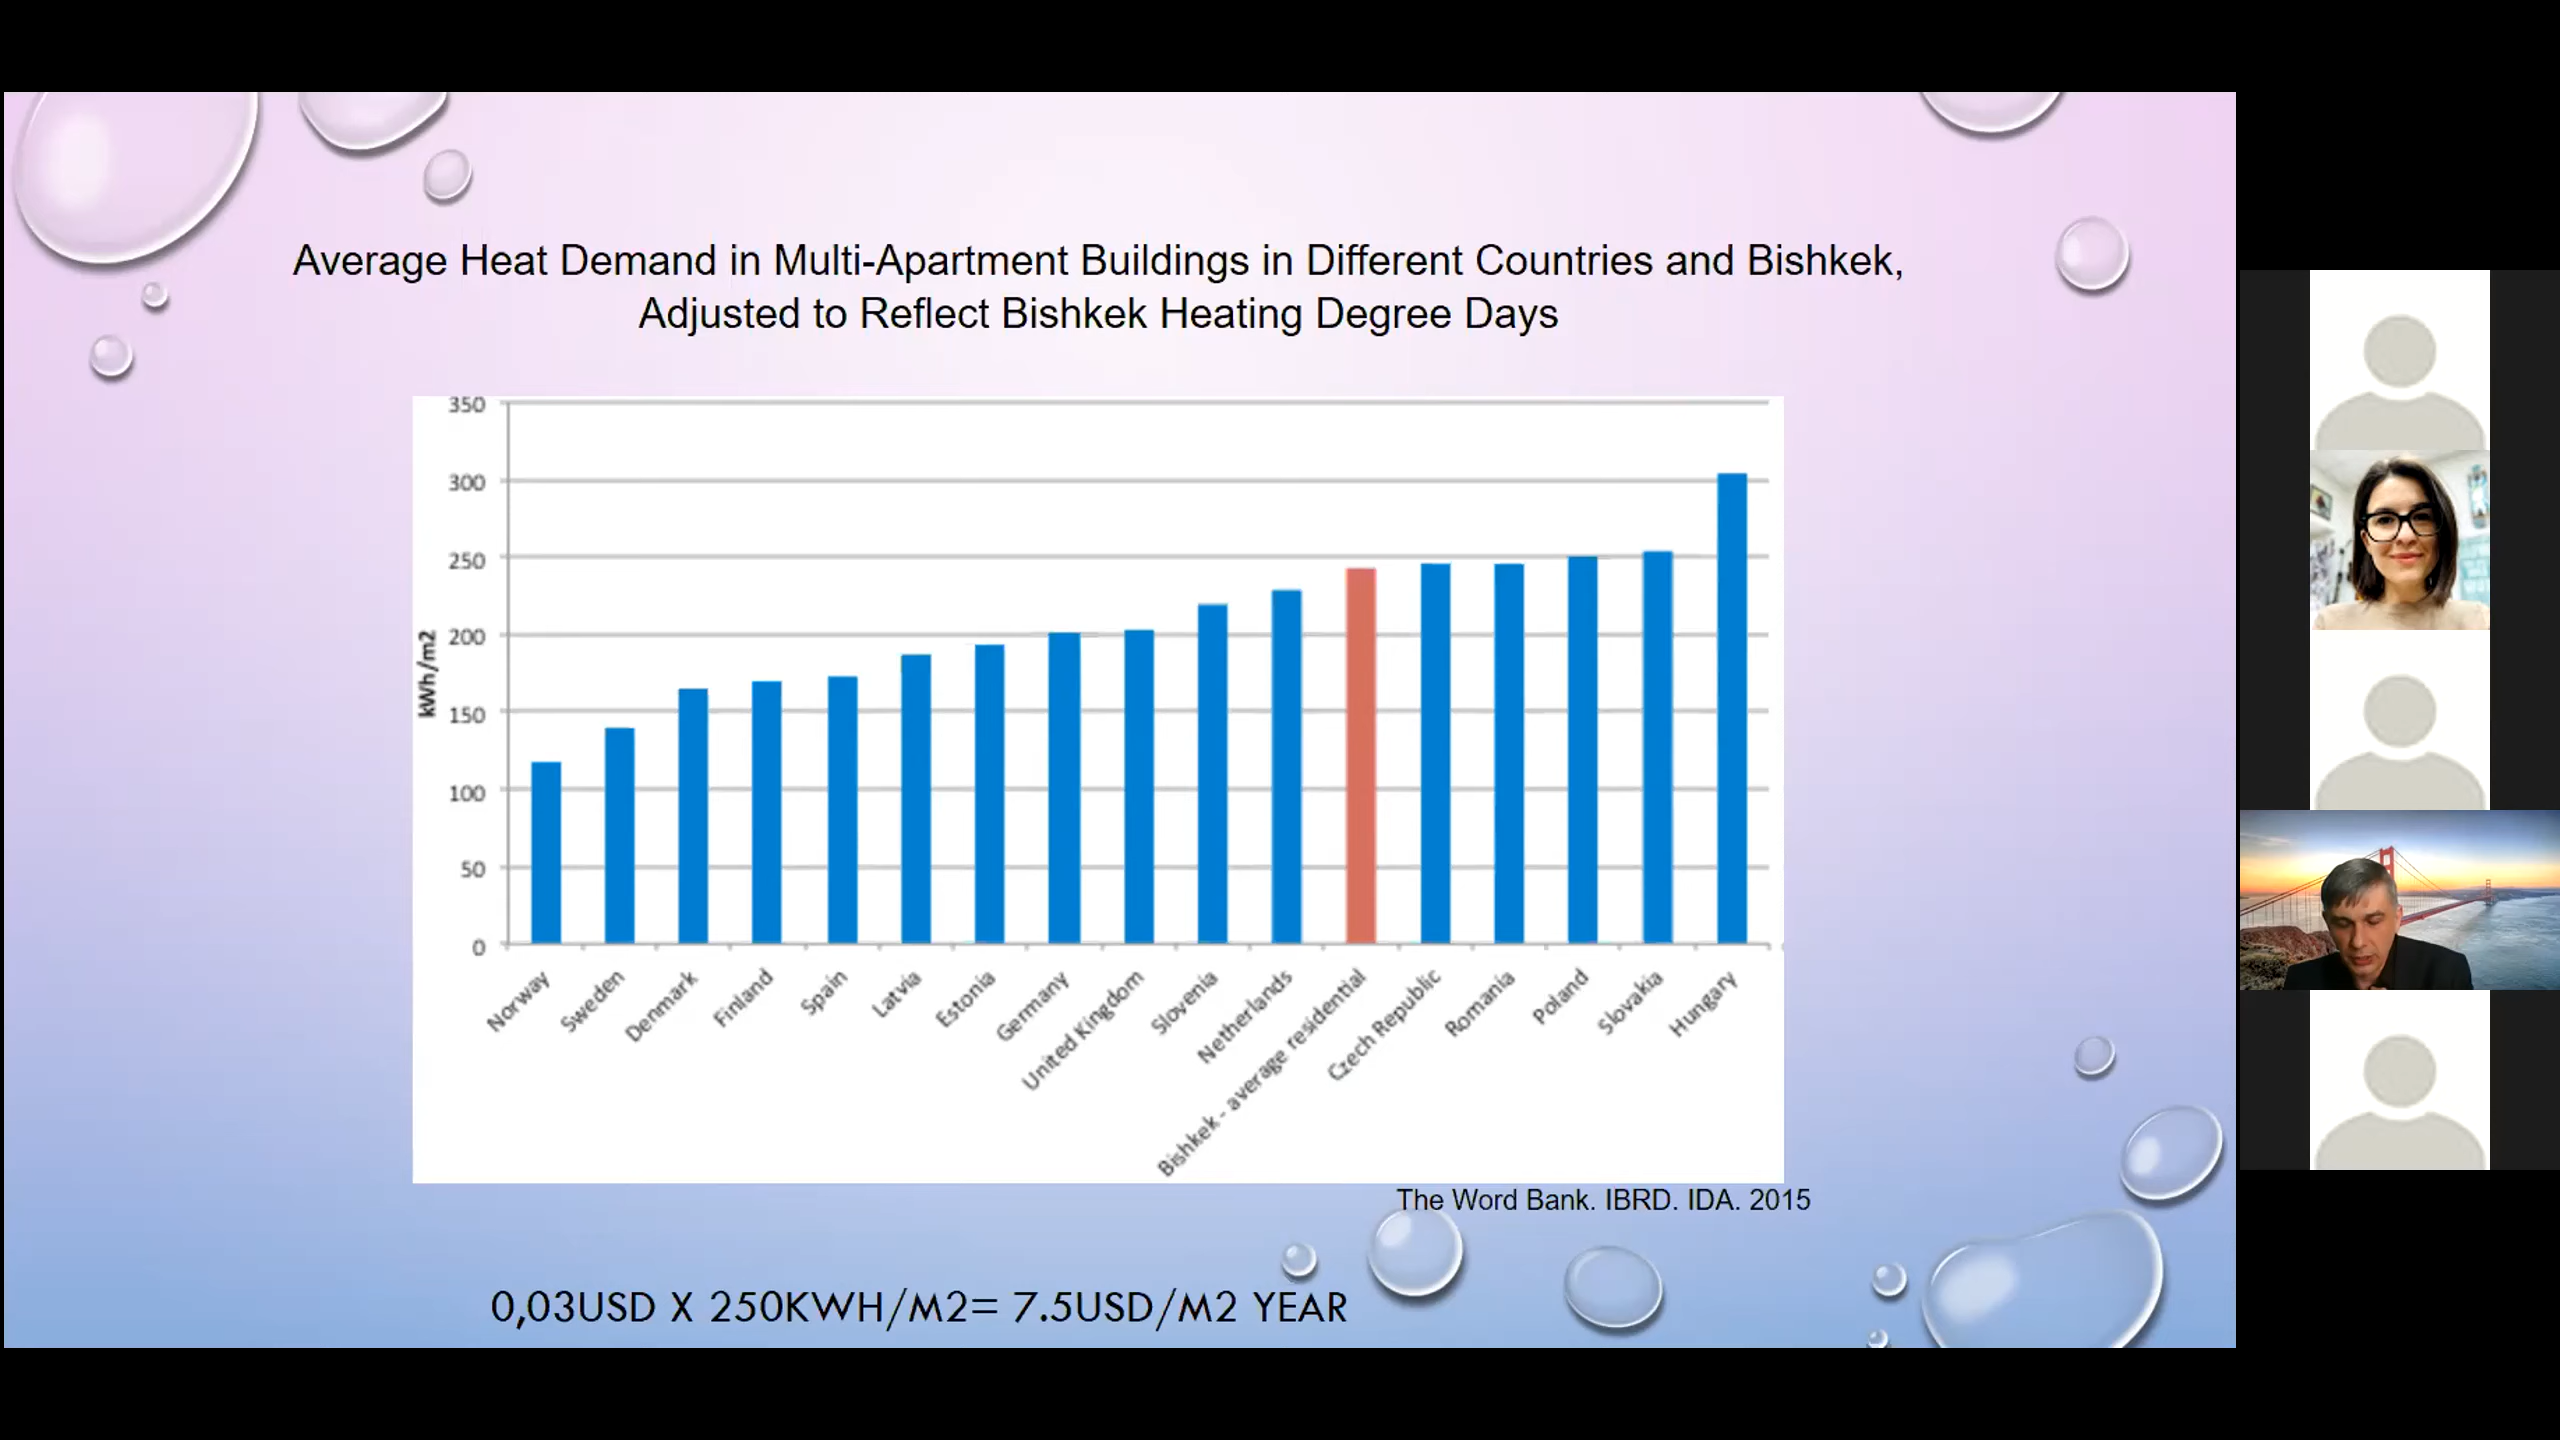 Average Heat Demand in Multi-Apartment Buildings in Different Countries and Bishkek,
Adjusted to Reflect Bishkek Heating Degree Days
350
300
250
200
150
100
50
0
kWh/m2
Norway
Sweden
Denmark
Finland
Spain
Latvia
Estonia
Germany
United Kingdom
Slovenia
Netherlands
Bishkek - average residential
Czech Republic
Romania
Poland
Slovakia
Hungary
The Word Bank. IBRD. IDA. 2015
0,03USD X 250KWH/M2= 7.5USD/M2 YEAR